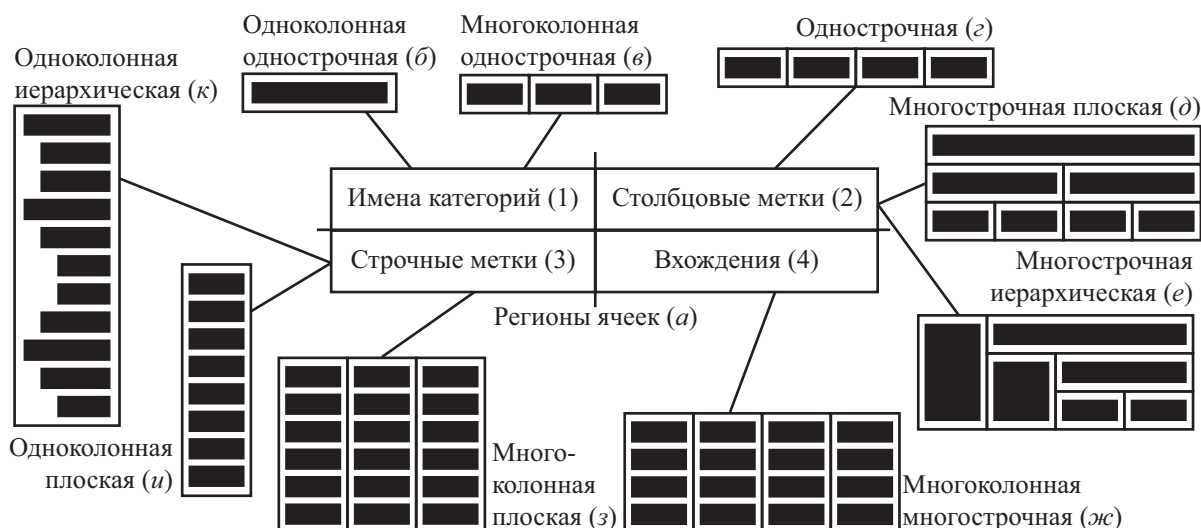 Одноколонная
иерархическая (к)
Одноколонная
однострочная (б)
Многоколонная
однострочная (в)
Однострочная (г)
Многострочная плоская (д)
Имена категорий (1)
Столбцовые метки (2)
Строчные метки (3)
Вхождения (4)
Регионы ячеек (а)
Многострочная
иерархическая (е)
Одноколонная
плоская (и)
Много-
колонная
плоская (з)
Многоколонная
многострочная (ж)